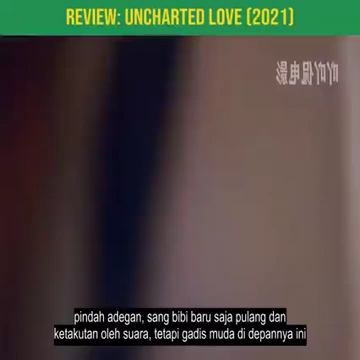 REVIEW: UNCHARTED LOVE (2021)
pindah adegan, sang bibi baru saja pulang dan
ketakutan oleh suara, tetapi gadis muda di depannya ini